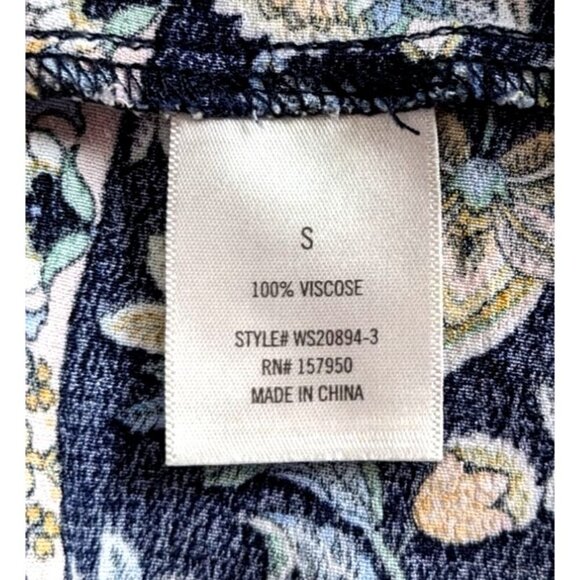 S
100% VISCOSE
STYLE# WS20894-3
RN# 157950
MADE IN CHINA